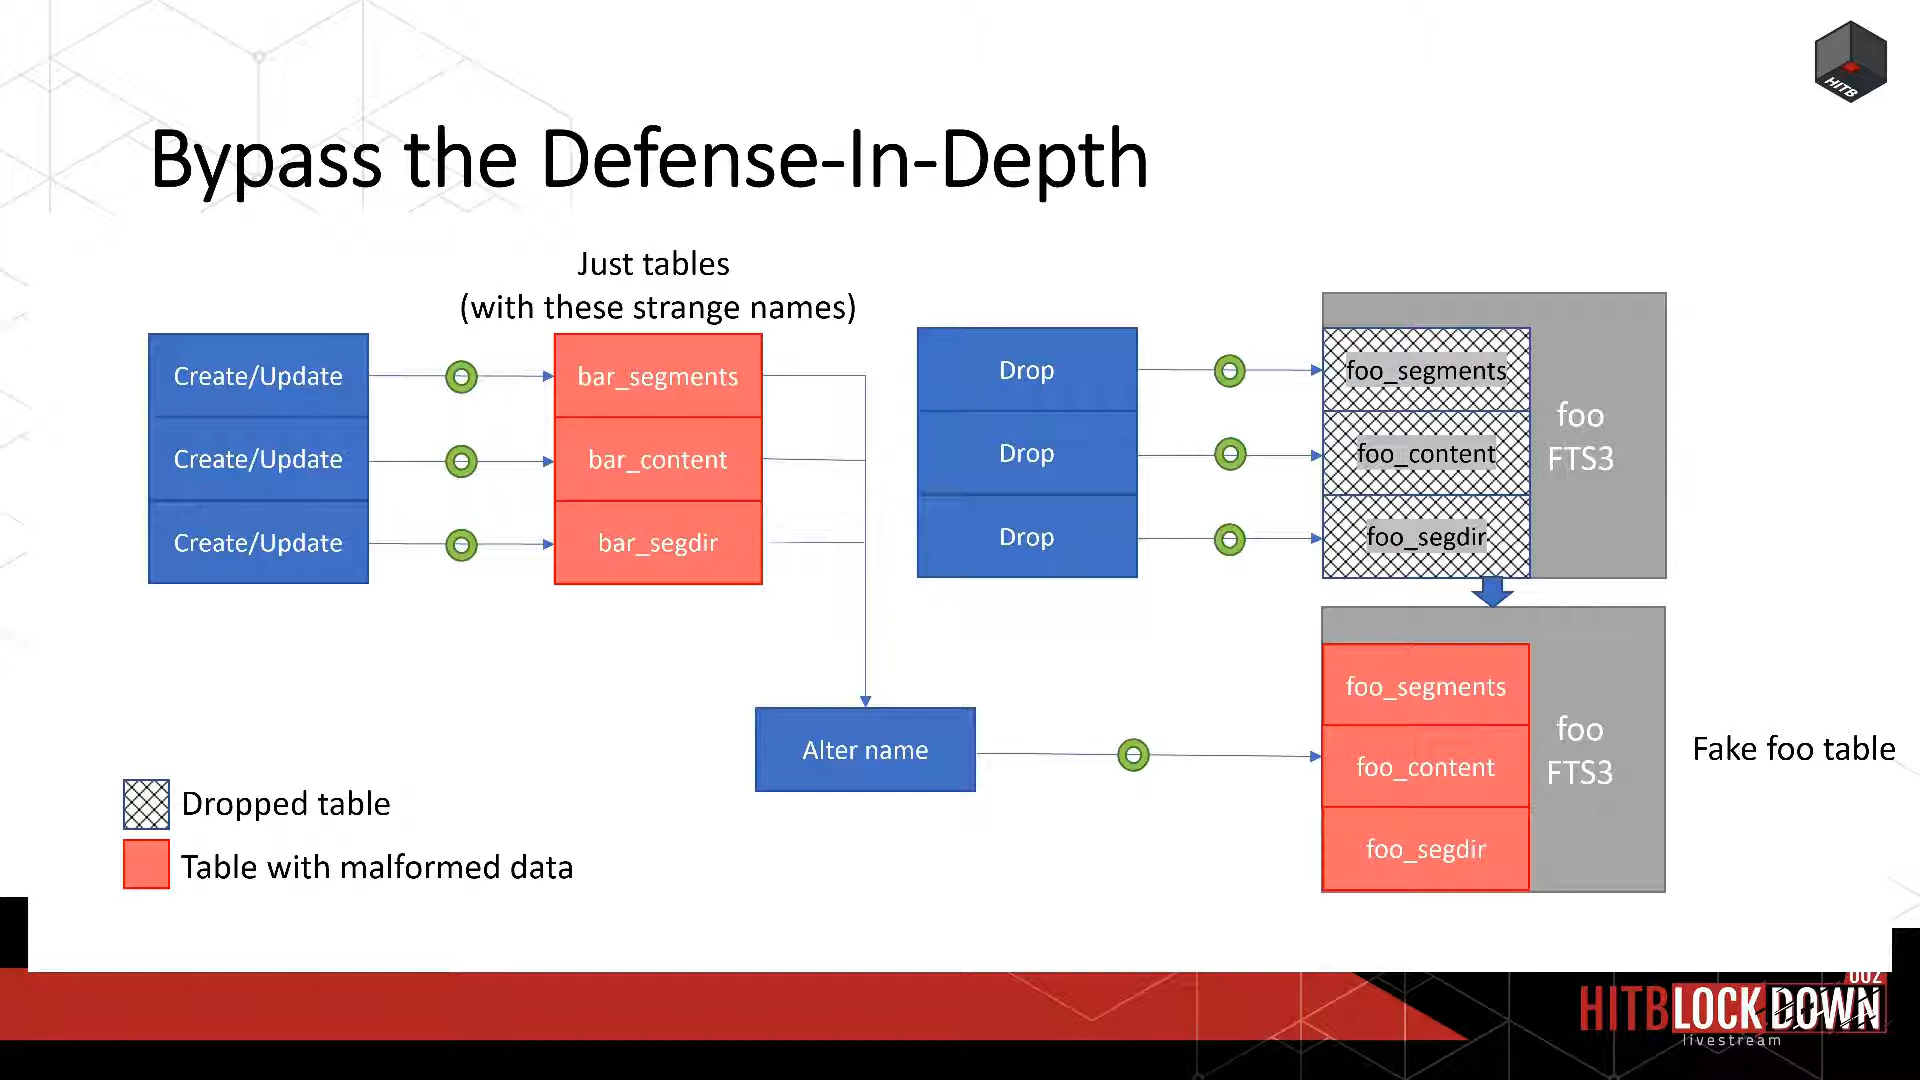 HITB
Bypass the Defense-In-Depth
Just tables
(with these strange names)
Create/Update
Create/Update
Create/Update
bar_segments
bar_content
bar_segdir
Drop
Drop
Drop
foo_segments
foo_content
foo_segdir
foo
FTS3
Alter name
foo_segments
foo_content
foo_segdir
foo
FTS3
Fake foo table
Dropped table
Table with malformed data
002
HITBLOCKDOWN
livestream